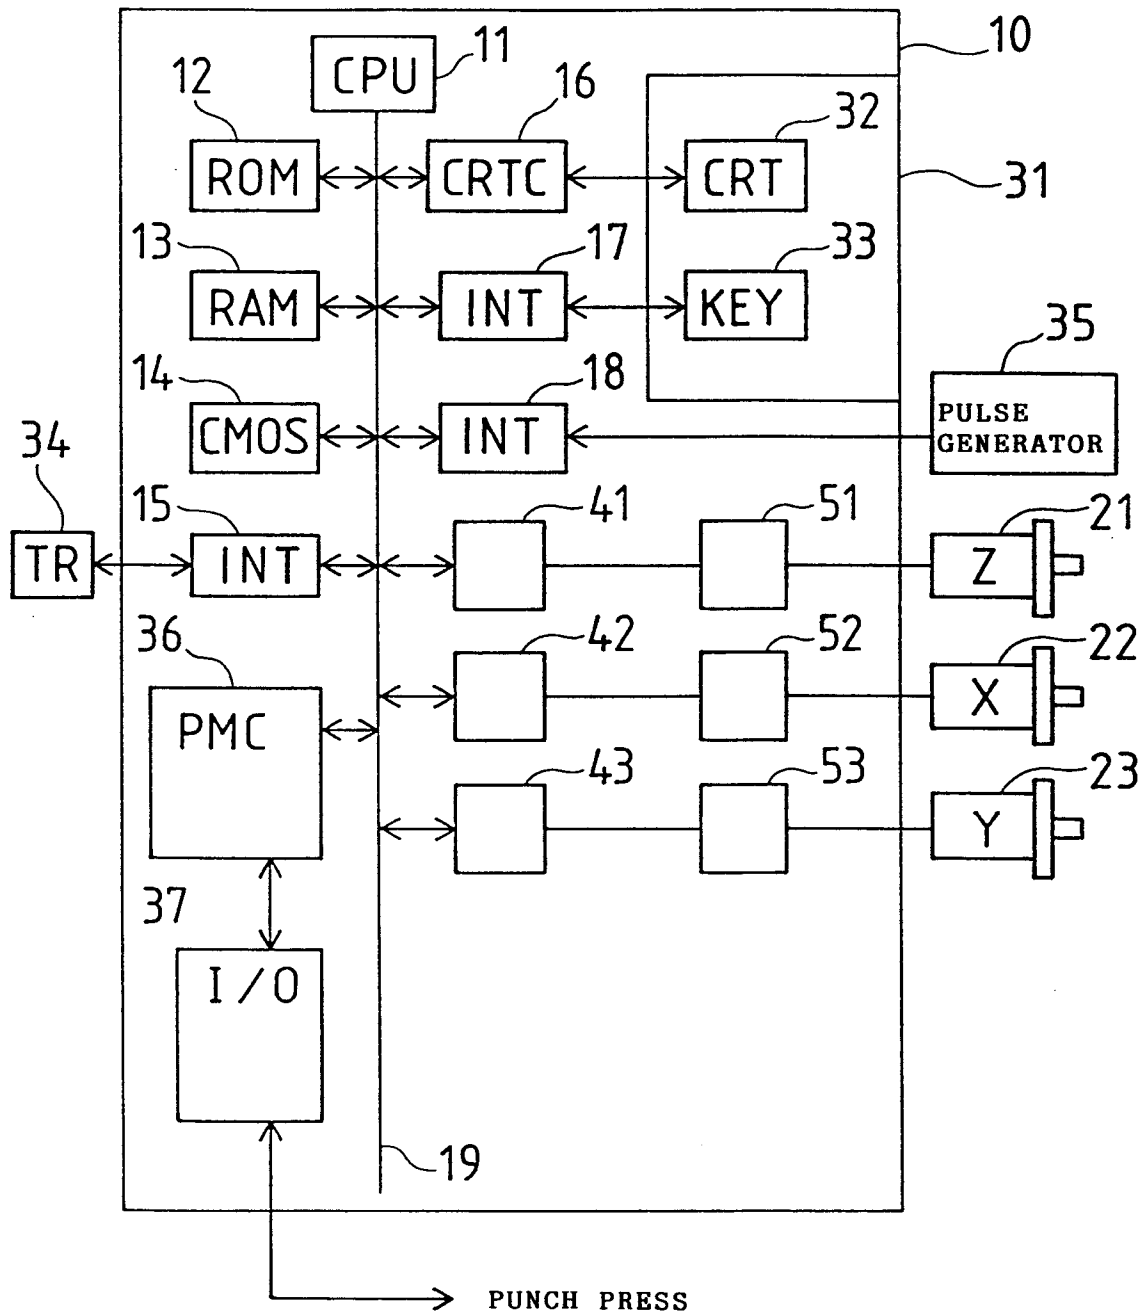 10
11
CPU
12
16
32
ROM
CRTC
CRT
31
13
17
33
RAM
INT
KEY
35
14
18
34
CMOS
INT
PULSE
GENERATOR
15
41
51
21
TR
INT
Z
36
42
52
22
PMC
X
43
53
23
Y
37
I/O
19
PUNCH PRESS